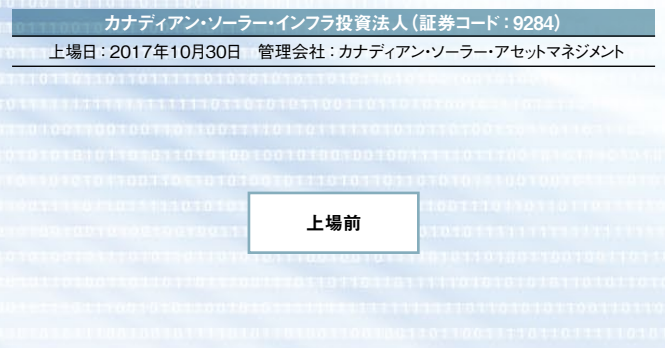 カナディアン・ソーラー・インフラ投資法人（証券コード：9284）
上場日：2017年10月30日　管理会社：カナディアン・ソーラー・アセットマネジメント
上場前